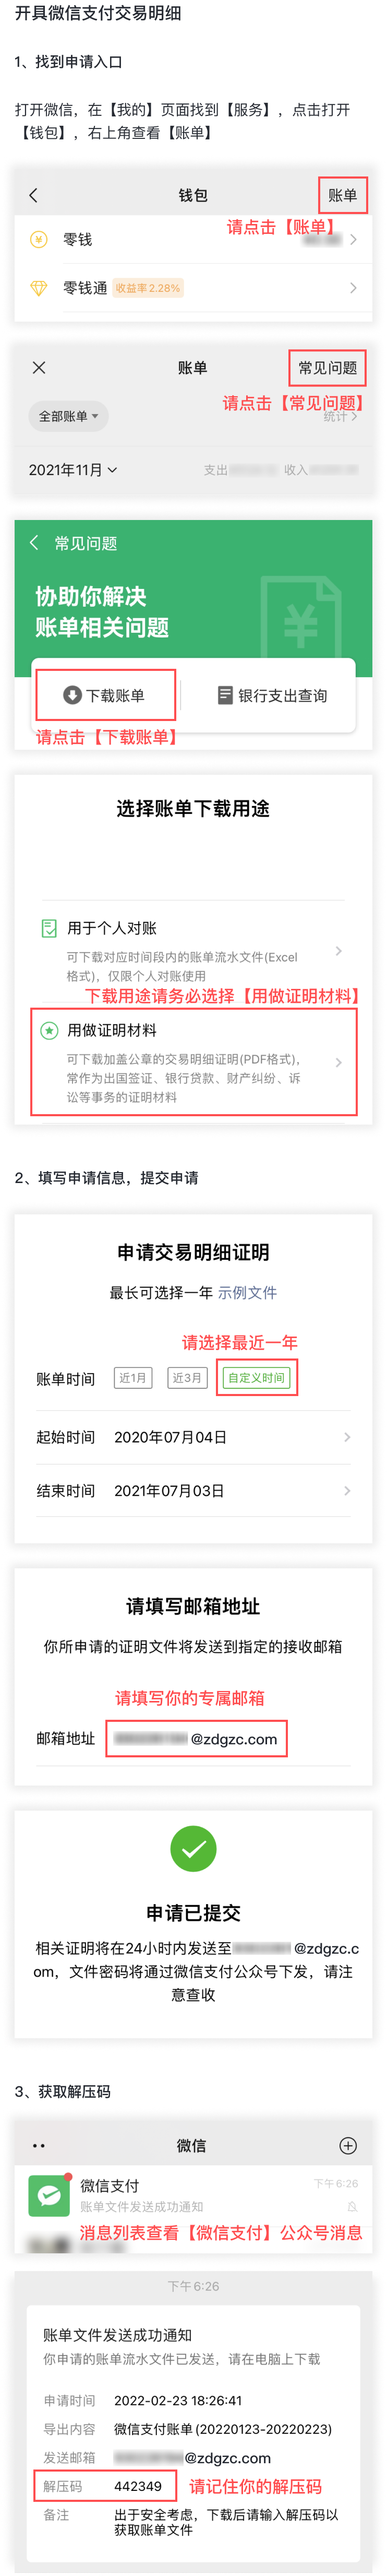 开具微信支付交易明细
1、找到申请入口
打开微信，在【我的】页面找到【服务】，点击打开
【钱包】，右上角查看【账单】
钱包
账单
请点击【账单】
零钱
零钱通 收益率2.28%
账单
常见问题
请点击【常见问题】
全部账单
统计
2021年11月
支出
收入
常见问题
协助你解决
账单相关问题
下载账单
银行支出查询
请点击【下载账单】
选择账单下载用途
用于个人对账
可下载对应时间段内的账单流水文件(Excel
格式)，仅限个人对账使用
下载用途请务必选择【用做证明材料】
用做证明材料
可下载加盖公章的交易明细证明(PDF格式)，
常作为出国签证、银行贷款、财产纠纷、诉
讼等事务的证明材料
2、填写申请信息，提交申请
申请交易明细证明
最长可选择一年 示例文件
请选择最近一年
账单时间 近1月 近3月 自定义时间
起始时间 2020年07月04日
结束时间 2021年07月03日
请填写邮箱地址
你所申请的证明文件将发送到指定的接收邮箱
请填写你的专属邮箱
邮箱地址 @zdgzc.com
申请已提交
相关证明将在24小时内发送至 @zdgzc.c
om，文件密码将通过微信支付公众号下发，请注
意查收
3、获取解压码
微信
微信支付 下午6:26
账单文件发送成功通知
消息列表查看【微信支付】公众号消息
下午6:26
账单文件发送成功通知
你申请的账单流水文件已发送，请在电脑上下载
申请时间 2022-02-23 18:26:41
导出内容 微信支付账单(20220123-20220223)
发送邮箱 @zdgzc.com
解压码 442349 请记住你的解压码
备注 出于安全考虑，下载后请输入解压码以
获取账单文件